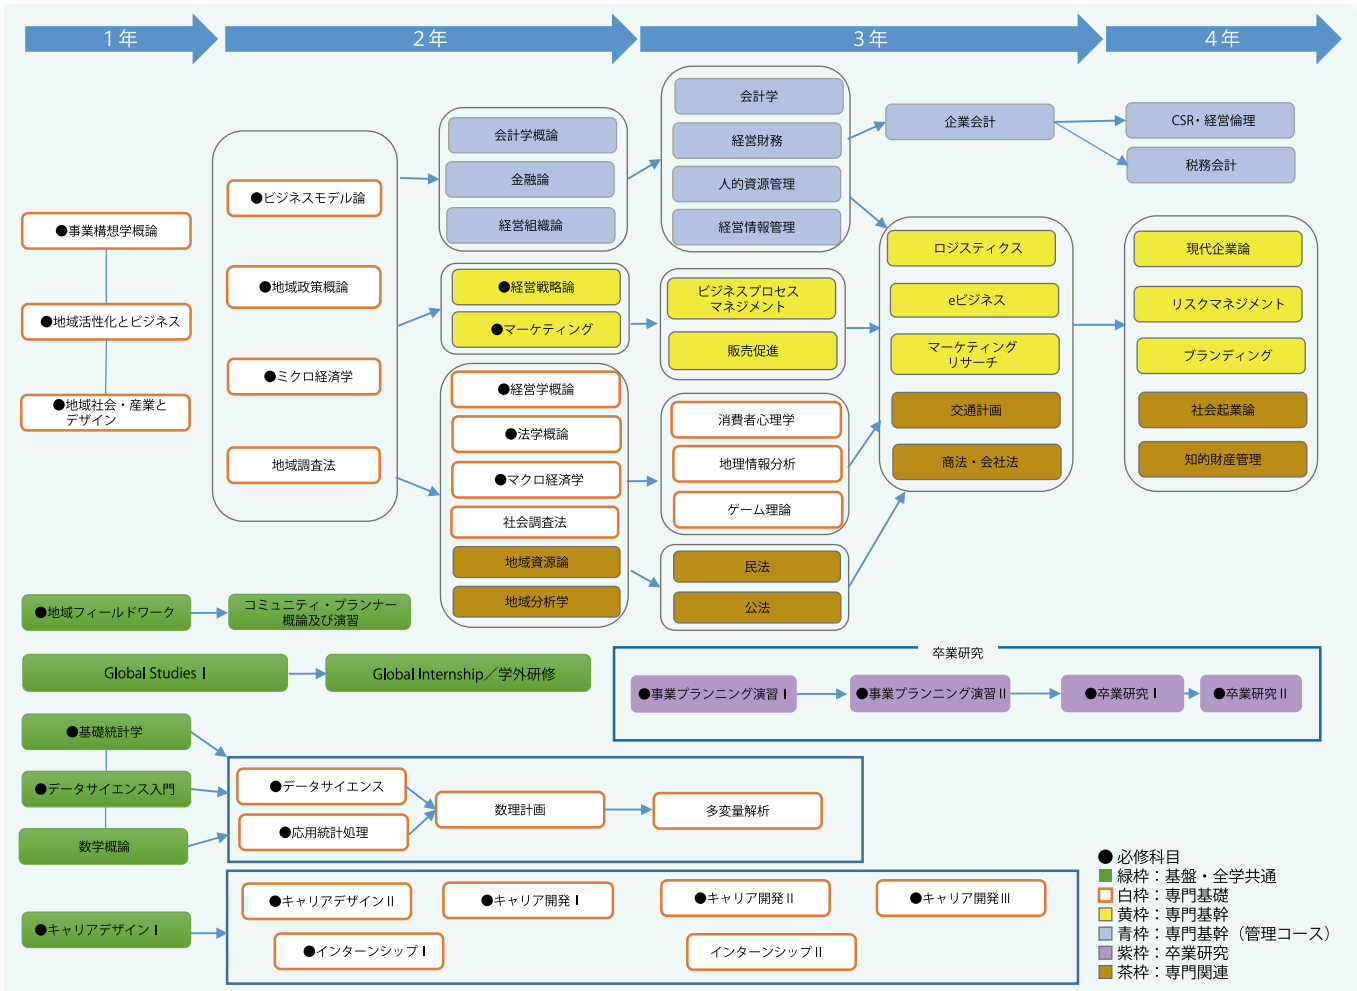 1年
2年
3年
4年
●事業構想学概論
●地域活性化とビジネス
●地域社会・産業と
デザイン
●ビジネスモデル論
●地域政策概論
●ミクロ経済学
地域調査法
会計学概論
金融論
経営組織論
●経営戦略論
●マーケティング
●経営学概論
●法学概論
●マクロ経済学
社会調査法
地域資源論
地域分析学
会計学
経営財務
人的資源管理
経営情報管理
ビジネスプロセス
マネジメント
販売促進
消費者心理学
地理情報分析
ゲーム理論
民法
公法
企業会計
ロジスティクス
eビジネス
マーケティング
リサーチ
交通計画
商法・会社法
CSR・経営倫理
税務会計
現代企業論
リスクマネジメント
ブランディング
社会起業論
知的財産管理
●地域フィールドワーク
コミュニティ・プランナー
概論及び演習
Global Studies Ⅰ
Global Internship／学外研修
卒業研究
●事業プランニング演習Ⅰ
●事業プランニング演習Ⅱ
●卒業研究Ⅰ
●卒業研究Ⅱ
●基礎統計学
●データサイエンス入門
数学概論
●データサイエンス
●応用統計処理
数理計画
多変量解析
●キャリアデザインⅠ
●キャリアデザインⅡ
●キャリア開発Ⅰ
●キャリア開発Ⅱ
●キャリア開発Ⅲ
●インターンシップⅠ
インターンシップⅡ
●必修科目
緑枠：基盤・全学共通
白枠：専門基礎
黄枠：専門基幹
青枠：専門基幹（管理コース）
紫枠：卒業研究
茶枠：専門関連